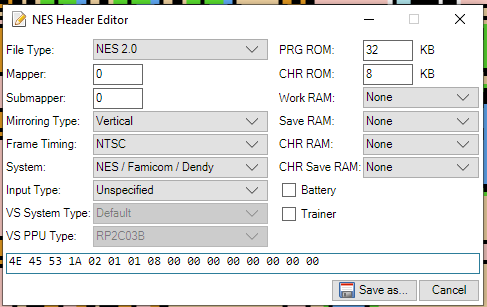 NES Header Editor
File Type: NES 2.0 PRG ROM: 32 KB
Mapper: 0 CHR ROM: 8 KB
Submapper: 0 Work RAM: None
Mirroring Type: Vertical Save RAM: None
Frame Timing: NTSC CHR RAM: None
System: NES / Famicom / Dendy CHR Save RAM: None
Input Type: Unspecified Battery
VS System Type: Default Trainer
VS PPU Type: RP2C03B
4E 45 53 1A 02 01 01 08 00 00 00 00 00 00 00 00
Save as... Cancel